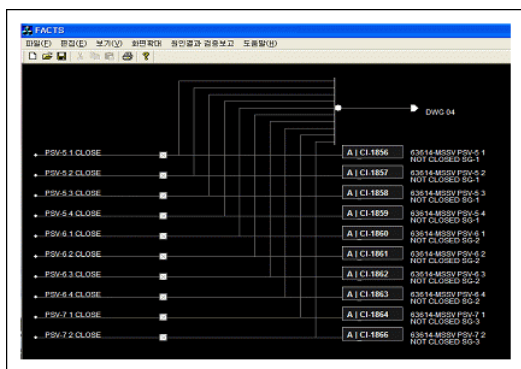 FACTS
파일(F) 편집(E) 보기(V) 화면확대 원인결과 검증보고 도움말(H)
DWG 04
PSV-5 1 CLOSE A | CI-1856 63614-MSSV PSV-5 1
NOT CLOSED SG-1
PSV-5 2 CLOSE A | CI-1857 63614-MSSV PSV-5 2
NOT CLOSED SG-1
PSV-5 3 CLOSE A | CI-1858 63614-MSSV PSV-5 3
NOT CLOSED SG-1
PSV-5 4 CLOSE A | CI-1859 63614-MSSV PSV-5 4
NOT CLOSED SG-1
PSV-6 1 CLOSE A | CI-1860 63614-MSSV PSV-6 1
NOT CLOSED SG-2
PSV-6 2 CLOSE A | CI-1861 63614-MSSV PSV-6 2
NOT CLOSED SG-2
PSV-6 3 CLOSE A | CI-1862 63614-MSSV PSV-6 3
NOT CLOSED SG-2
PSV-6 4 CLOSE A | CI-1863 63614-MSSV PSV-6 4
NOT CLOSED SG-2
PSV-7 1 CLOSE A | CI-1864 63614-MSSV PSV-7 1
NOT CLOSED SG-3
PSV-7 2 CLOSE A | CI-1866 63614-MSSV PSV-7 2
NOT CLOSED SG-3